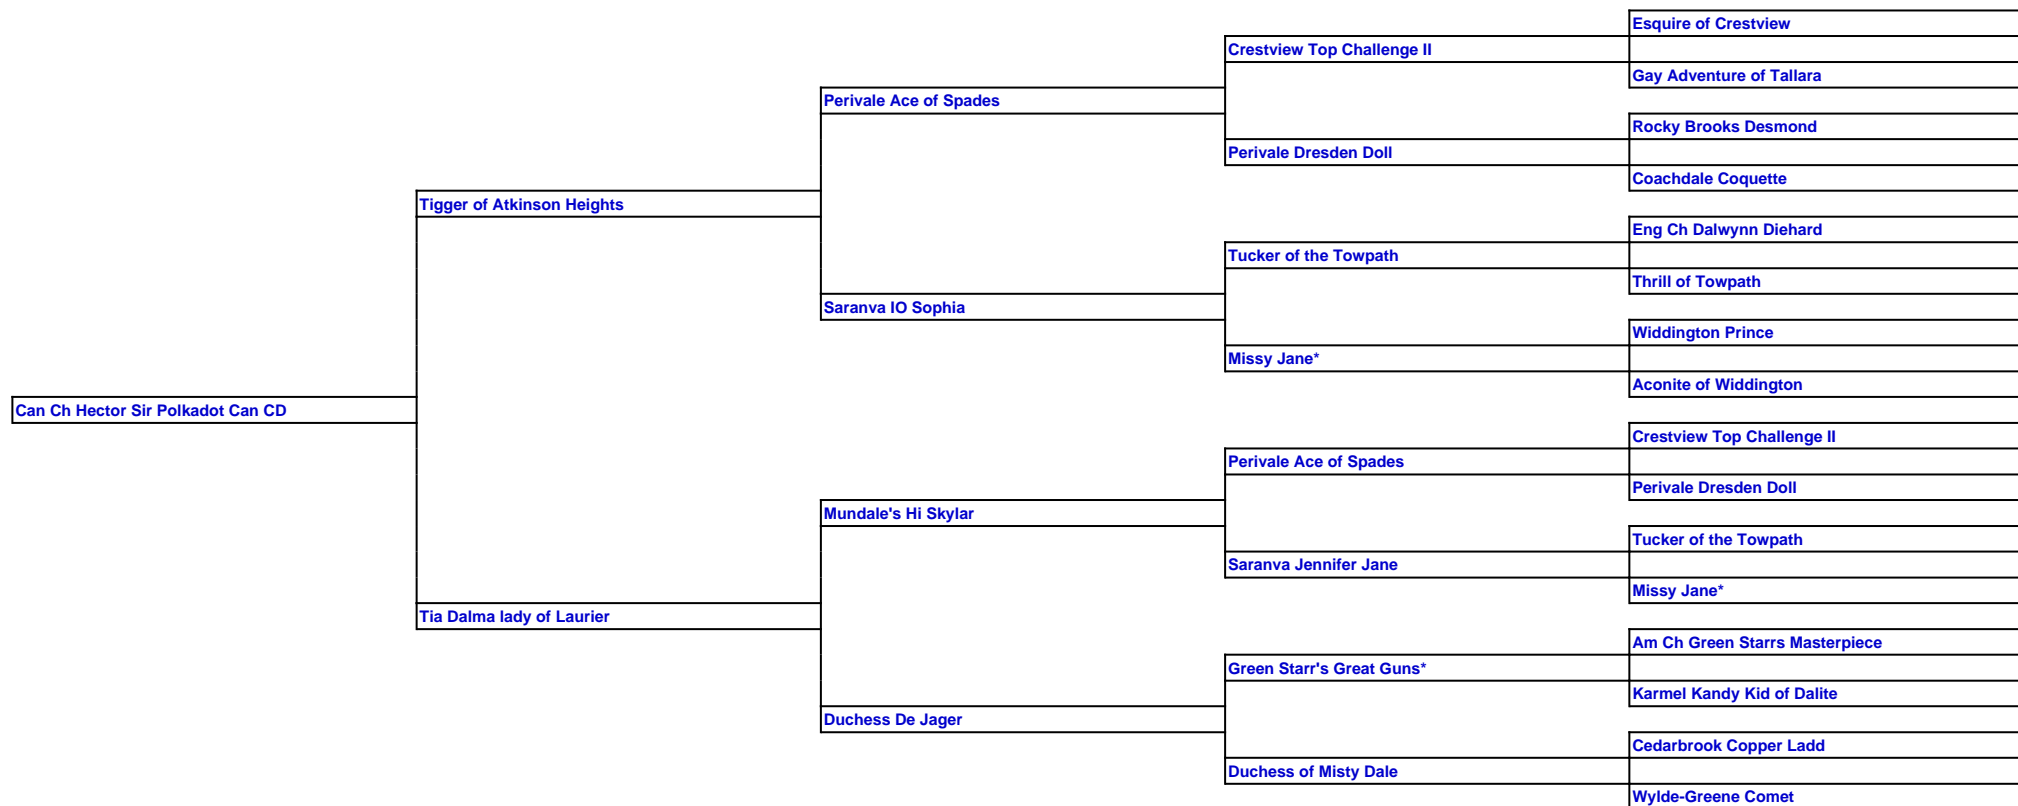 Esquire of Crestview
Crestview Top Challenge II
Gay Adventure of Tallara
Perivale Ace of Spades
Rocky Brooks Desmond
Perivale Dresden Doll
Coachdale Coquette
Tigger of Atkinson Heights
Eng Ch Dalwynn Diehard
Tucker of the Towpath
Thrill of Towpath
Saranva IO Sophia
Widdington Prince
Missy Jane*
Aconite of Widdington
Can Ch Hector Sir Polkadot Can CD
Crestview Top Challenge II
Perivale Ace of Spades
Perivale Dresden Doll
Mundale's Hi Skylar
Tucker of the Towpath
Saranva Jennifer Jane
Missy Jane*
Tia Dalma lady of Laurier
Am Ch Green Starrs Masterpiece
Green Starr's Great Guns*
Karmel Kandy Kid of Dalite
Duchess De Jager
Cedarbrook Copper Ladd
Duchess of Misty Dale
Wylde-Greene Comet